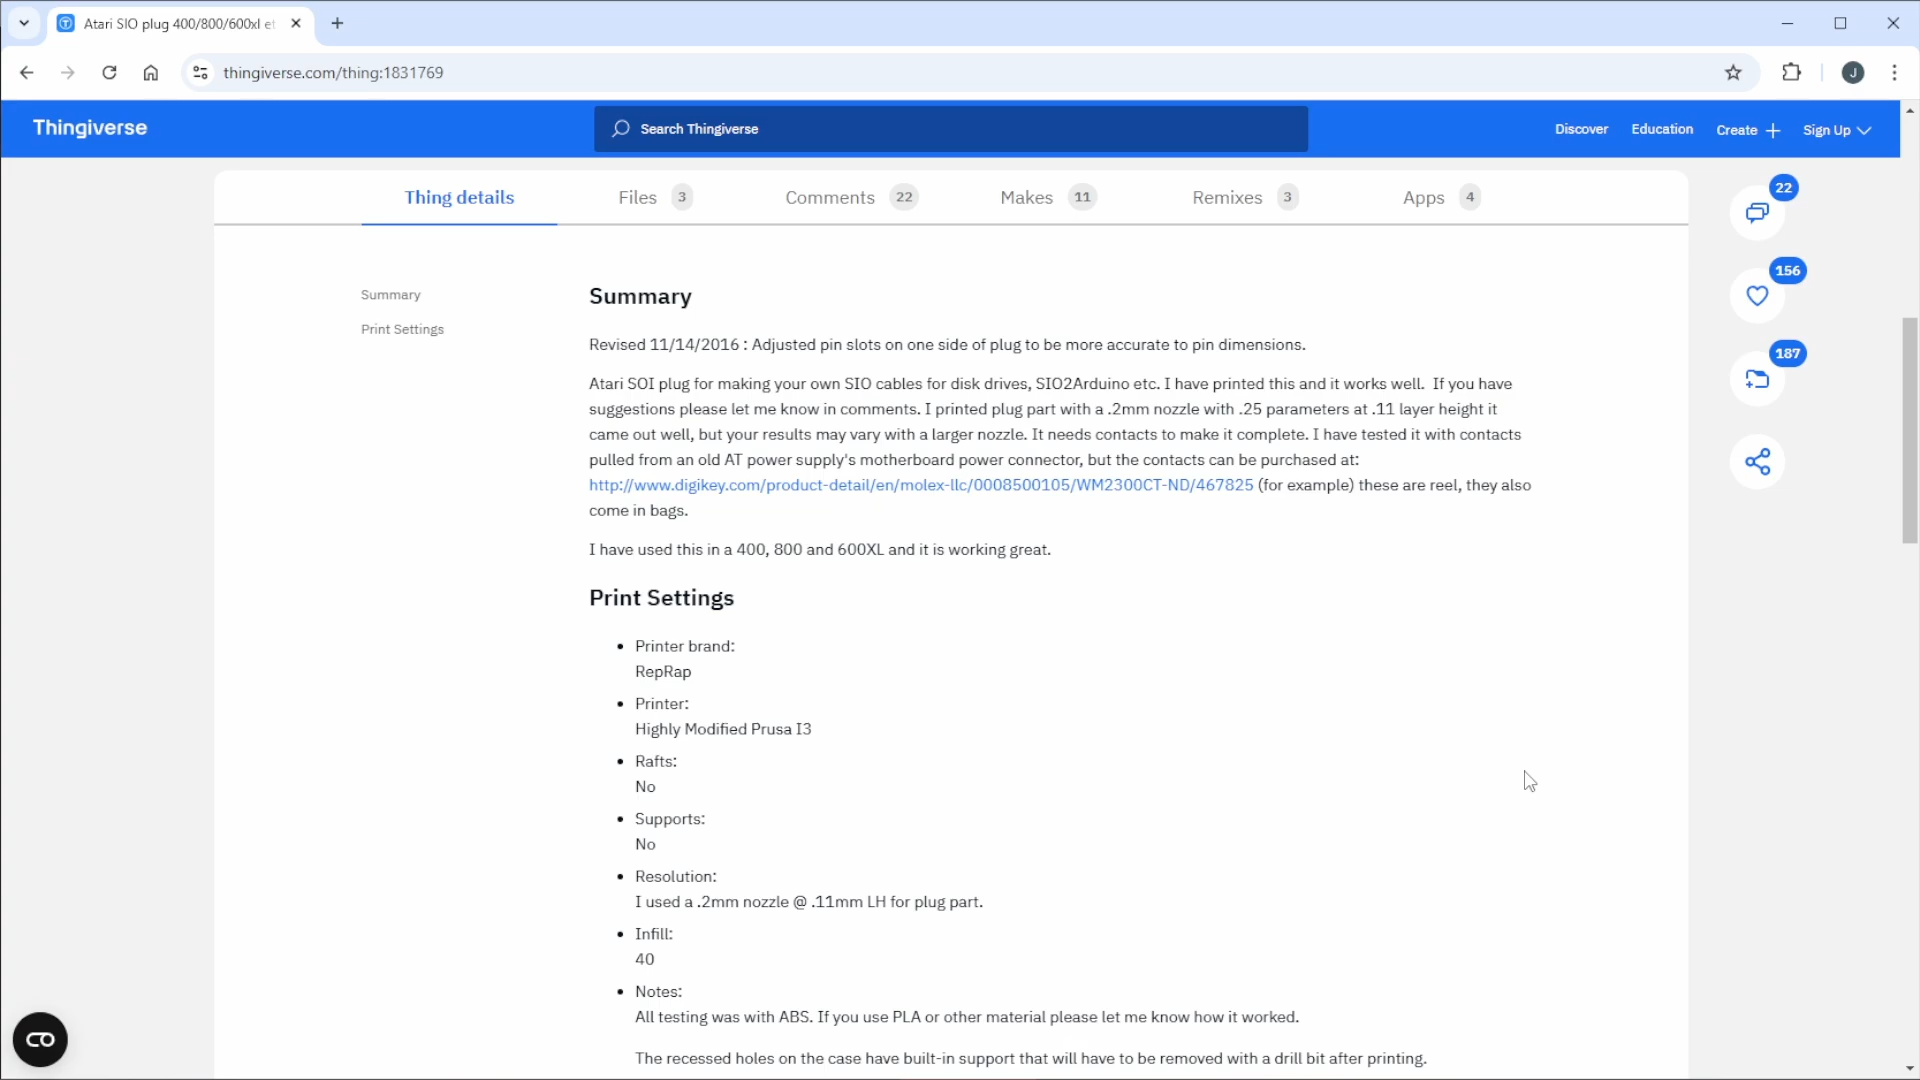 Atari SIO plug 400/800/600xl et
thingiverse.com/thing:1831769
J
Thingiverse
Search Thingiverse
Discover
Education
Create
Sign Up
Thing details
Files 3
Comments 22
Makes 11
Remixes 3
Apps 4
22
156
187
Summary
Print Settings
Summary
Revised 11/14/2016 : Adjusted pin slots on one side of plug to be more accurate to pin dimensions.
Atari SOI plug for making your own SIO cables for disk drives, SIO2Arduino etc. I have printed this and it works well. If you have
suggestions please let me know in comments. I printed plug part with a .2mm nozzle with .25 parameters at .11 layer height it
came out well, but your results may vary with a larger nozzle. It needs contacts to make it complete. I have tested it with contacts
pulled from an old AT power supply's motherboard power connector, but the contacts can be purchased at:
http://www.digikey.com/product-detail/en/molex-llc/0008500105/WM2300CT-ND/467825 (for example) these are reel, they also
come in bags.
I have used this in a 400, 800 and 600XL and it is working great.
Print Settings
Printer brand:
RepRap
Printer:
Highly Modified Prusa I3
Rafts:
No
Supports:
No
Resolution:
I used a .2mm nozzle @ .11mm LH for plug part.
Infill:
40
Notes:
All testing was with ABS. If you use PLA or other material please let me know how it worked.
The recessed holes on the case have built-in support that will have to be removed with a drill bit after printing.